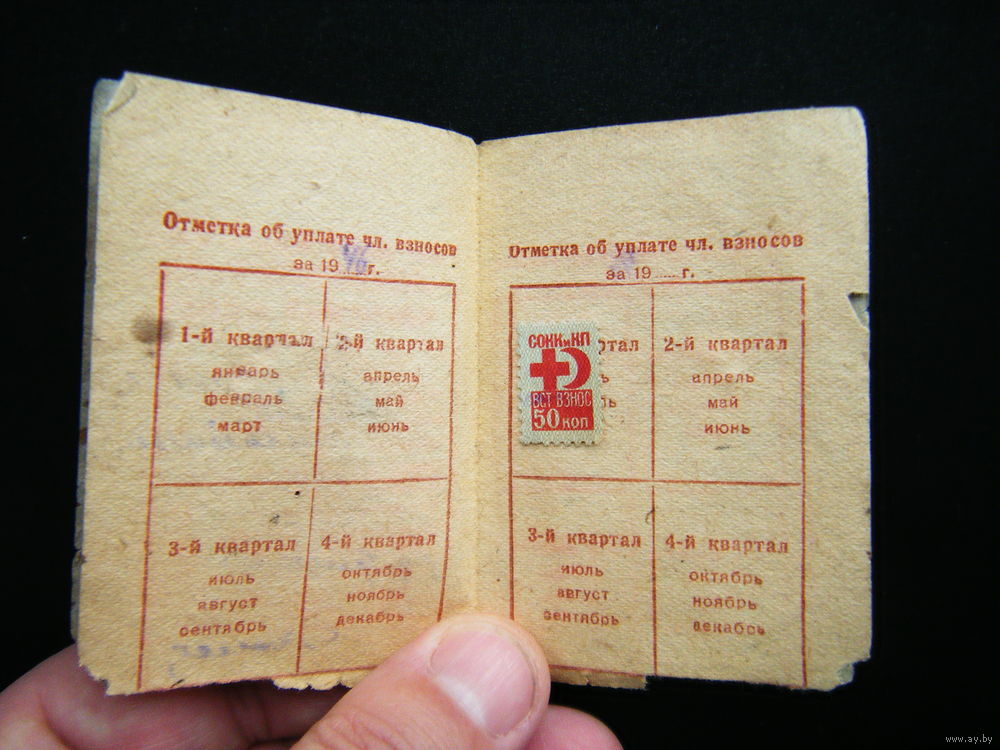 Отметка об уплате чл. взносов
за 19 г.
1-й квартал
январь
февраль
март
2-й квартал
апрель
май
июнь
3-й квартал
июль
август
сентябрь
4-й квартал
октябрь
ноябрь
декабрь
Отметка об уплате чл. взносов
за 19..... г.
СОКК и КП
ВСТ ВЗНОС
50 КОП
ртал
ь
ль
2-й квартал
апрель
май
июнь
3-й квартал
июль
август
сентябрь
4-й квартал
октябрь
ноябрь
декабрь
www.ay.by